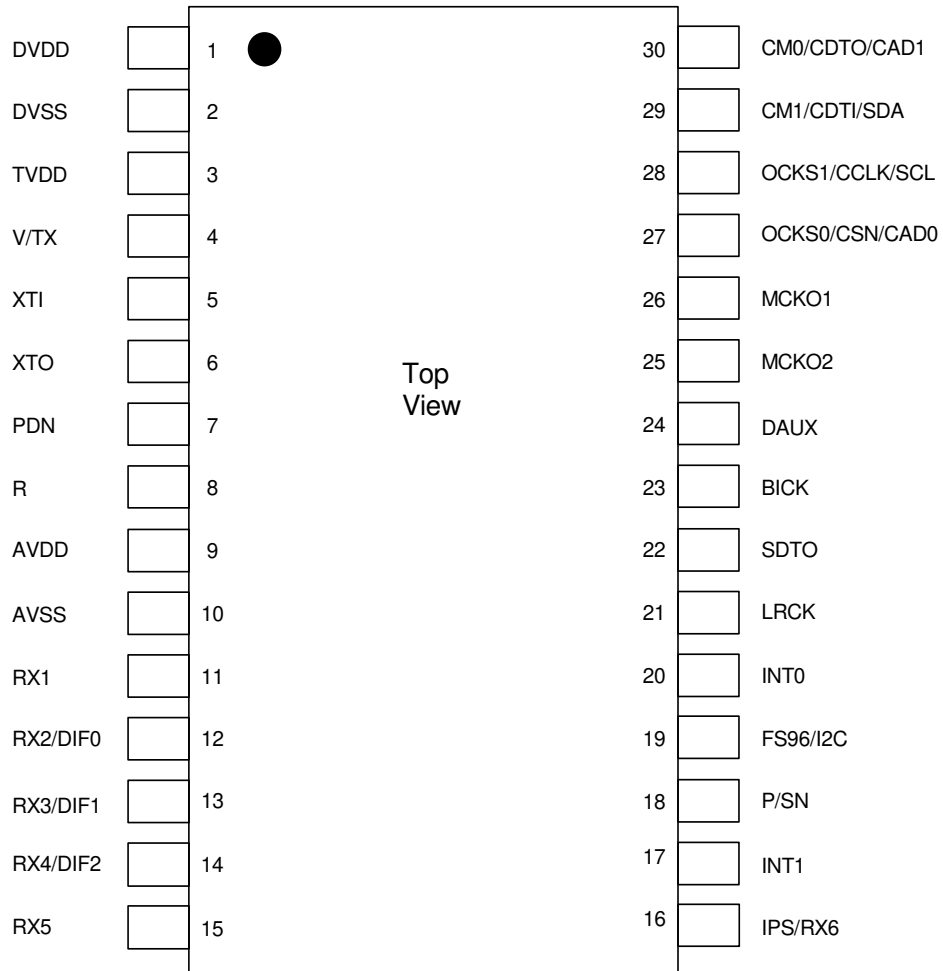 DVDD 1 30 CM0/CDTO/CAD1
DVSS 2 29 CM1/CDTI/SDA
TVDD 3 28 OCKS1/CCLK/SCL
V/TX 4 27 OCKS0/CSN/CAD0
XTI 5 26 MCKO1
XTO 6 25 MCKO2
Top
View
PDN 7 24 DAUX
R 8 23 BICK
AVDD 9 22 SDTO
AVSS 10 21 LRCK
RX1 11 20 INT0
RX2/DIF0 12 19 FS96/I2C
RX3/DIF1 13 18 P/SN
RX4/DIF2 14 17 INT1
RX5 15 16 IPS/RX6